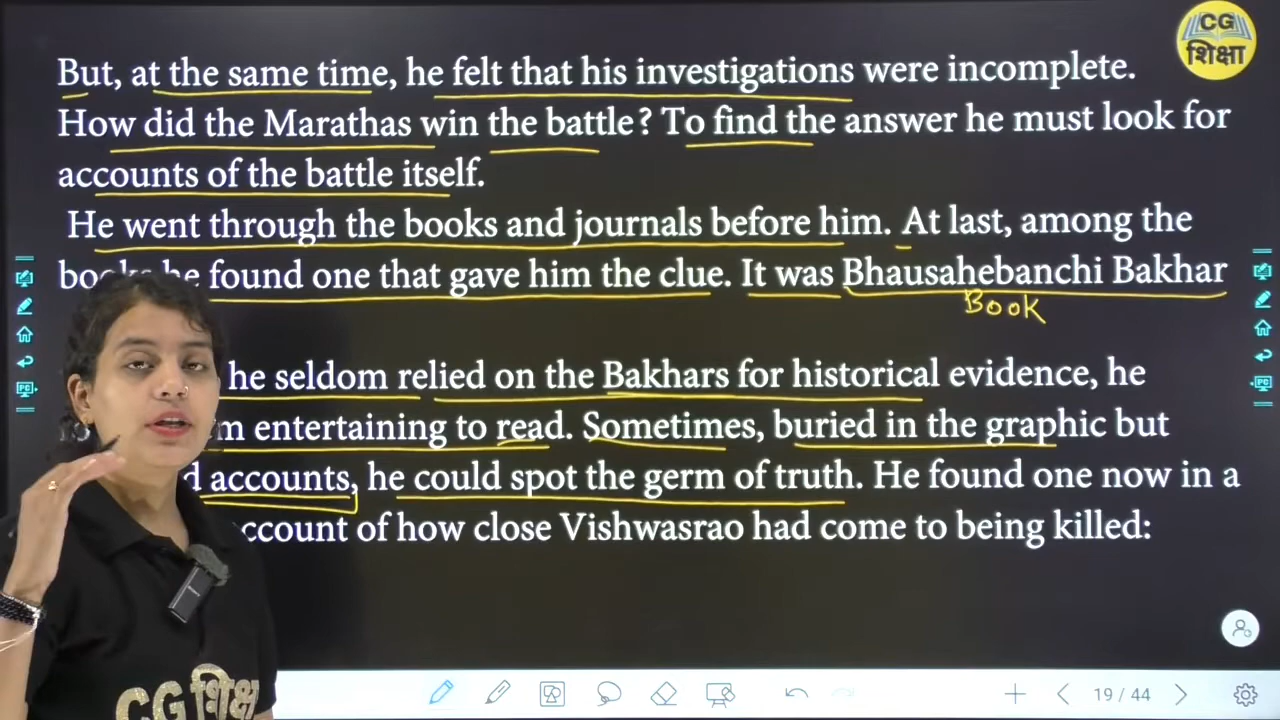 CG
शिक्षा
But, at the same time, he felt that his investigations were incomplete.
How did the Marathas win the battle? To find the answer he must look for
accounts of the battle itself.
He went through the books and journals before him. At last, among the
books he found one that gave him the clue. It was Bhausahebanchi Bakhar
BOOK
he seldom relied on the Bakhars for historical evidence, he
entertaining to read. Sometimes, buried in the graphic but
accounts, he could spot the germ of truth. He found one now in a
account of how close Vishwasrao had come to being killed:
19 / 44
CG शिक्षा